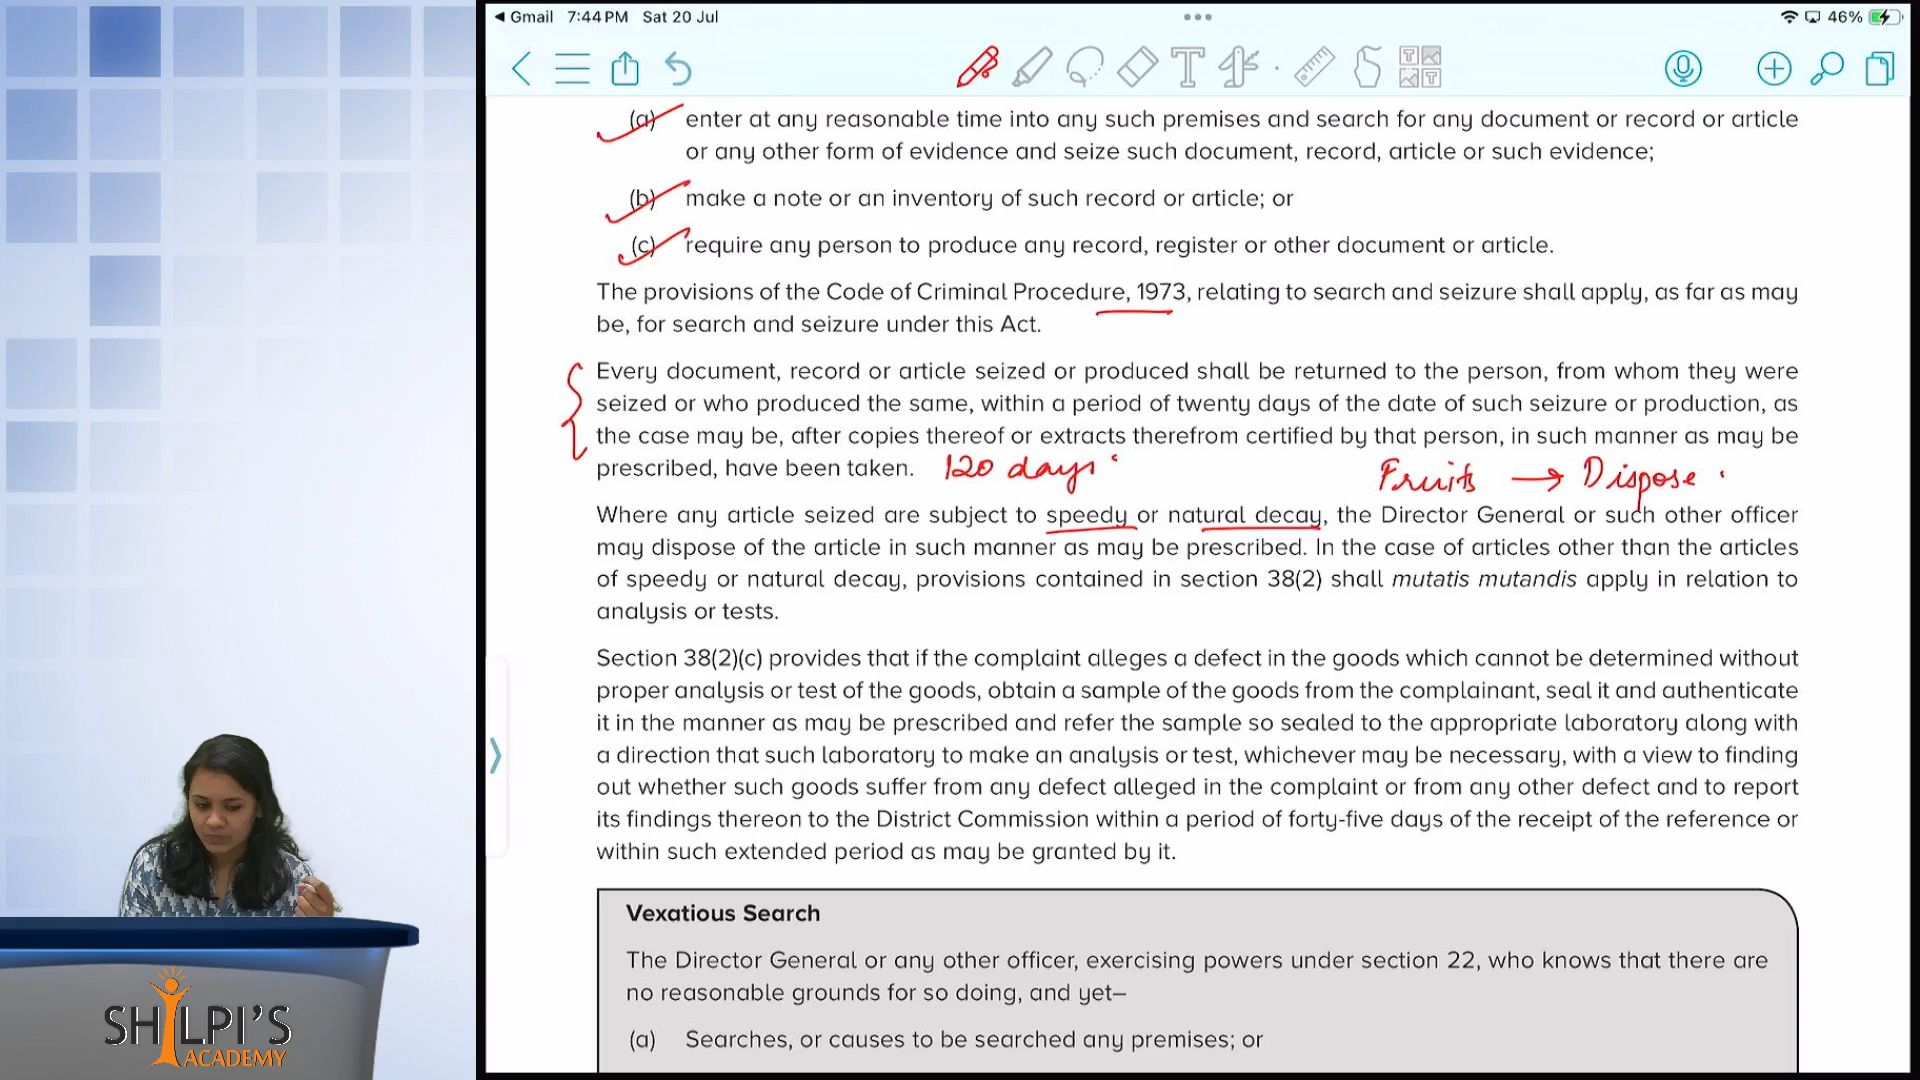 Gmail 7:44 PM Sat 20 Jul
46%
(a) enter at any reasonable time into any such premises and search for any document or record or article
or any other form of evidence and seize such document, record, article or such evidence;
(b) make a note or an inventory of such record or article; or
(c) require any person to produce any record, register or other document or article.
The provisions of the Code of Criminal Procedure, 1973, relating to search and seizure shall apply, as far as may
be, for search and seizure under this Act.
Every document, record or article seized or produced shall be returned to the person, from whom they were
seized or who produced the same, within a period of twenty days of the date of such seizure or production, as
the case may be, after copies thereof or extracts therefrom certified by that person, in such manner as may be
prescribed, have been taken. 120 days Fruits → Dispose
Where any article seized are subject to speedy or natural decay, the Director General or such other officer
may dispose of the article in such manner as may be prescribed. In the case of articles other than the articles
of speedy or natural decay, provisions contained in section 38(2) shall mutatis mutandis apply in relation to
analysis or tests.
Section 38(2)(c) provides that if the complaint alleges a defect in the goods which cannot be determined without
proper analysis or test of the goods, obtain a sample of the goods from the complainant, seal it and authenticate
it in the manner as may be prescribed and refer the sample so sealed to the appropriate laboratory along with
a direction that such laboratory to make an analysis or test, whichever may be necessary, with a view to finding
out whether such goods suffer from any defect alleged in the complaint or from any other defect and to report
its findings thereon to the District Commission within a period of forty-five days of the receipt of the reference or
within such extended period as may be granted by it.
Vexatious Search
The Director General or any other officer, exercising powers under section 22, who knows that there are
no reasonable grounds for so doing, and yet–
(a) Searches, or causes to be searched any premises; or
SHILPI'S
ACADEMY